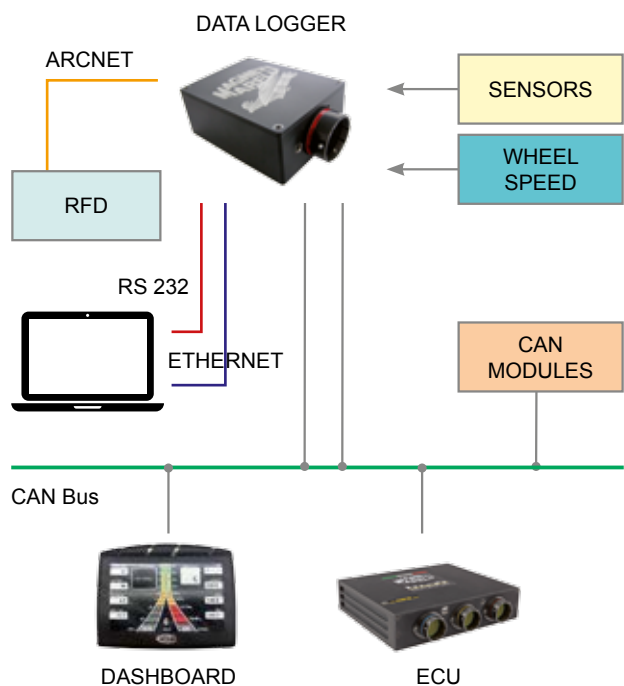 DATA LOGGER
ARCNET
SENSORS
WHEEL
SPEED
RFD
RS 232
ETHERNET
CAN
MODULES
CAN Bus
DASHBOARD
ECU